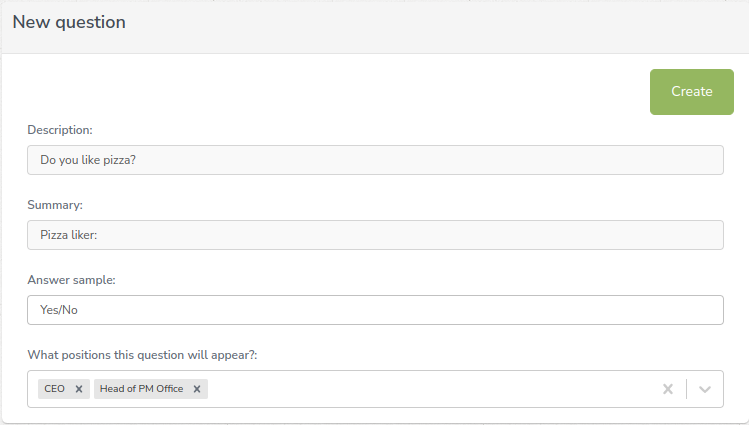 New question
Create
Description:
Do you like pizza?
Summary:
Pizza liker:
Answer sample:
Yes/No
What positions this question will appear?:
CEO Head of PM Office